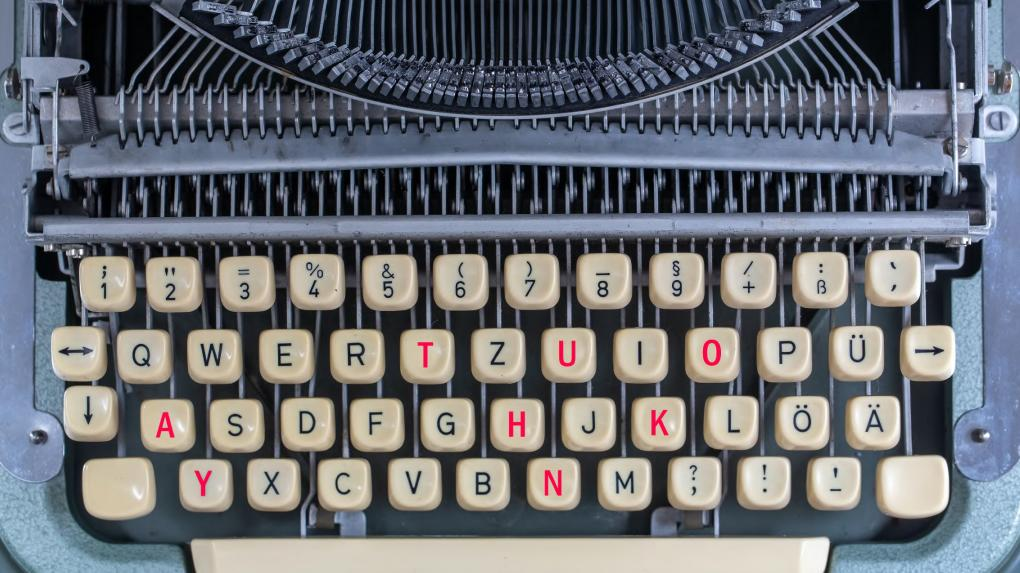 ; " = % & ( ) _ § / : `
1 2 3 4 5 6 7 8 9 + ß ´
↔ Q W E R T Z U I O P Ü →
↓ A S D F G H J K L Ö Ä
Y X C V B N M ? ! '
; . -